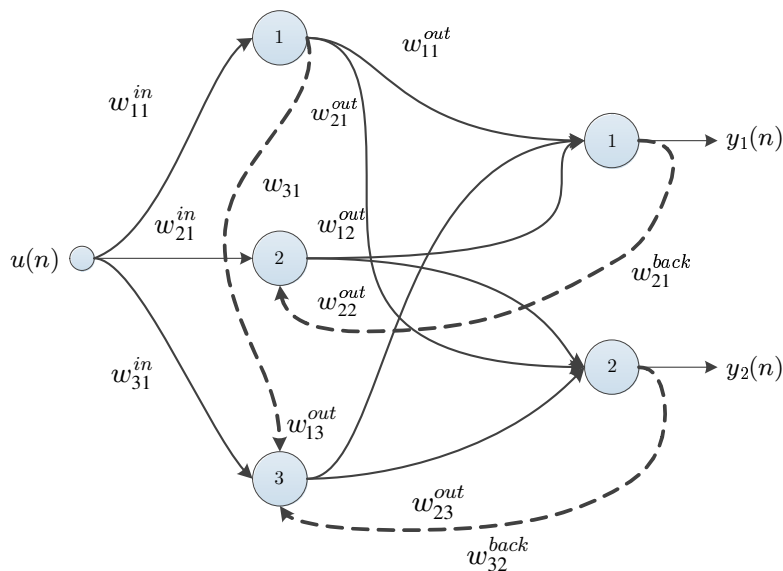 1
w_{11}^{out}
w_{11}^{in}
w_{21}^{out}
1
y_1(n)
w_{31}
w_{21}^{in}
w_{12}^{out}
u(n)
2
w_{21}^{back}
w_{22}^{out}
w_{31}^{in}
2
y_2(n)
w_{13}^{out}
3
w_{23}^{out}
w_{32}^{back}